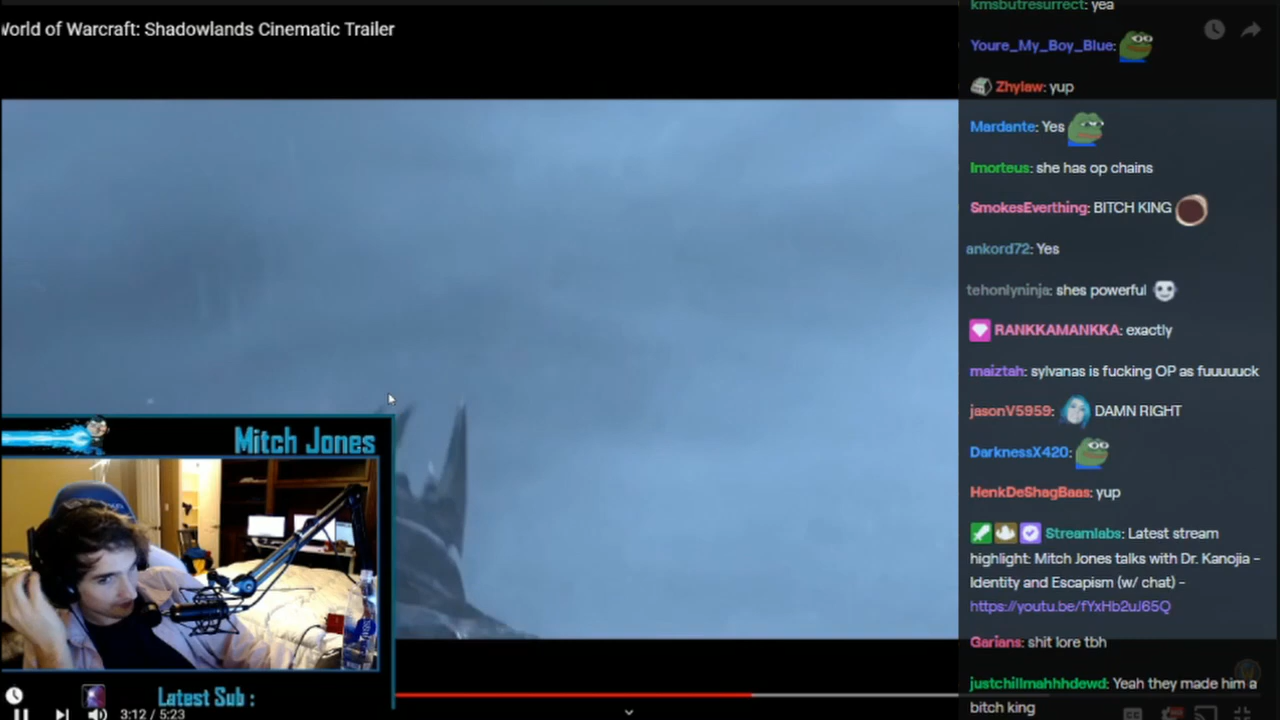 World of Warcraft: Shadowlands Cinematic Trailer
kmsbutresurrect: yea
Youre_My_Boy_Blue:
Zhylaw: yup
Mardante: Yes
Imorteus: she has op chains
SmokesEverthing: BITCH KING
ankord72: Yes
tehonlyninja: shes powerful
RANKKAMANKKA: exactly
maiztah: sylvanas is fucking OP as fuuuuuck
jasonV5959: DAMN RIGHT
DarknessX420:
HenkDeShagBaas: yup
Streamlabs: Latest stream
highlight: Mitch Jones talks with Dr. Kanojia -
Identity and Escapism (w/ chat) -
https://youtu.be/fYxHb2uJ65Q
Garians: shit lore tbh
justchillmahhhdewd: Yeah they made him a
bitch king
Mitch Jones
Latest Sub :
3:12 / 5:23